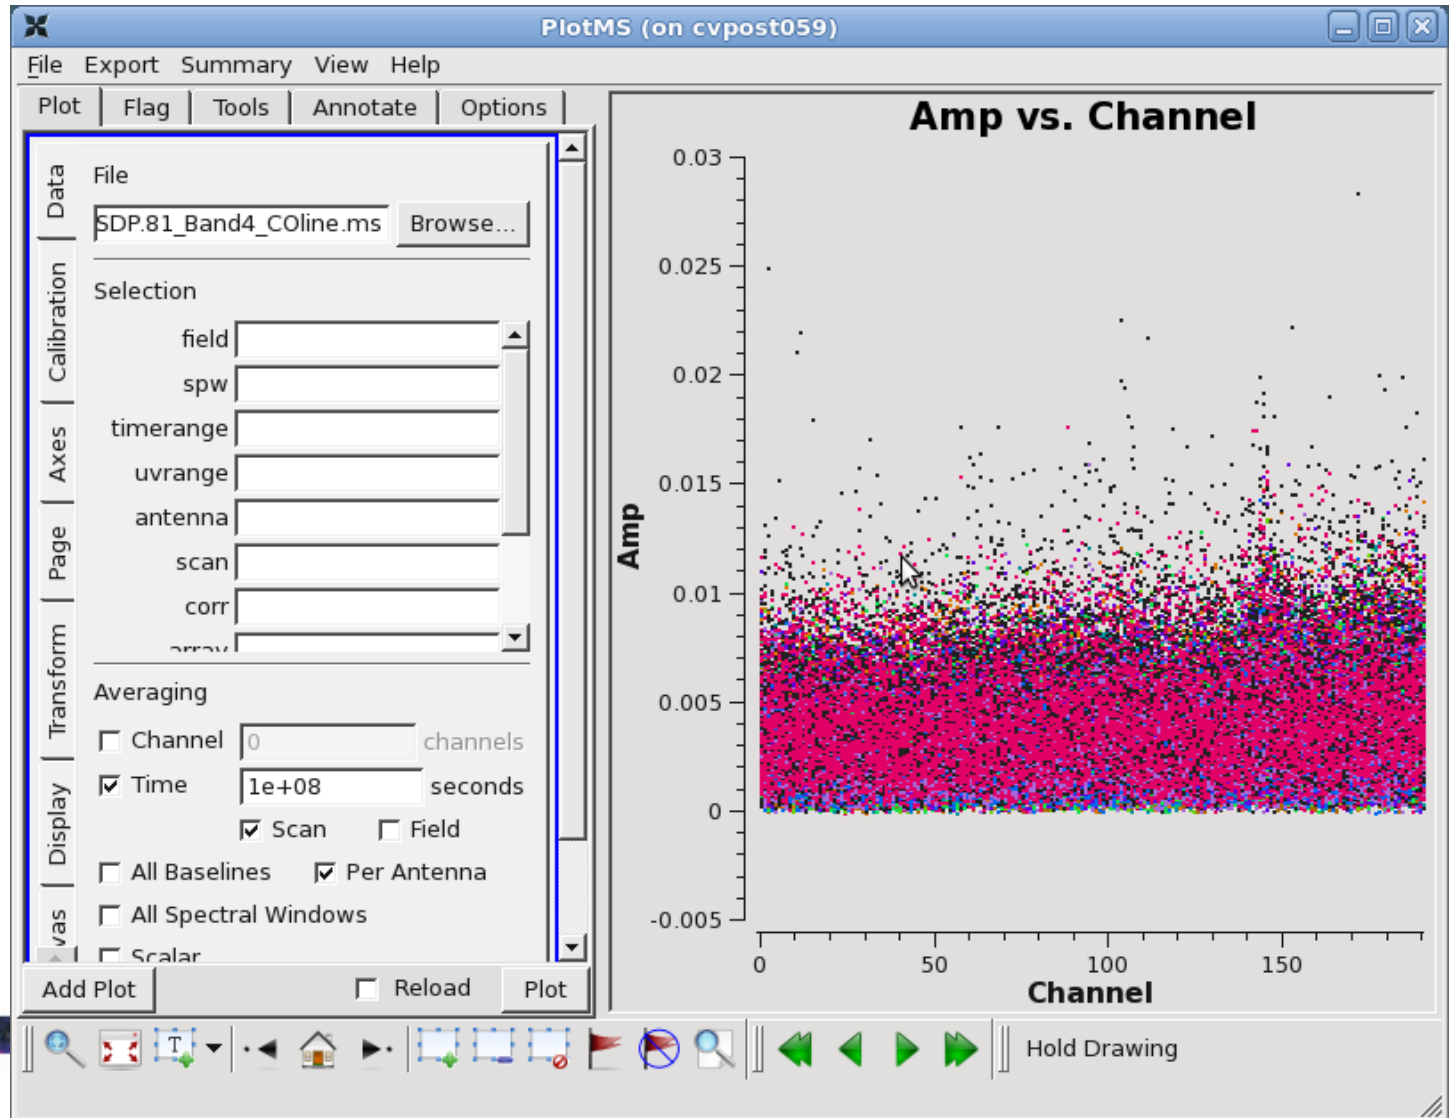 PlotMS (on cvpost059)
File Export Summary View Help
Plot Flag Tools Annotate Options
Data
Calibration
Axes
Page
Transform
Display
vas
File
SDP.81_Band4_COline.ms Browse...
Selection
field
spw
timerange
uvrange
antenna
scan
corr
array
Averaging
Channel 0 channels
Time 1e+08 seconds
Scan Field
All Baselines Per Antenna
All Spectral Windows
Scalar
Add Plot Reload Plot
Amp vs. Channel
0.03
0.025
0.02
0.015
0.01
0.005
0
-0.005
Amp
0 50 100 150
Channel
T
Hold Drawing